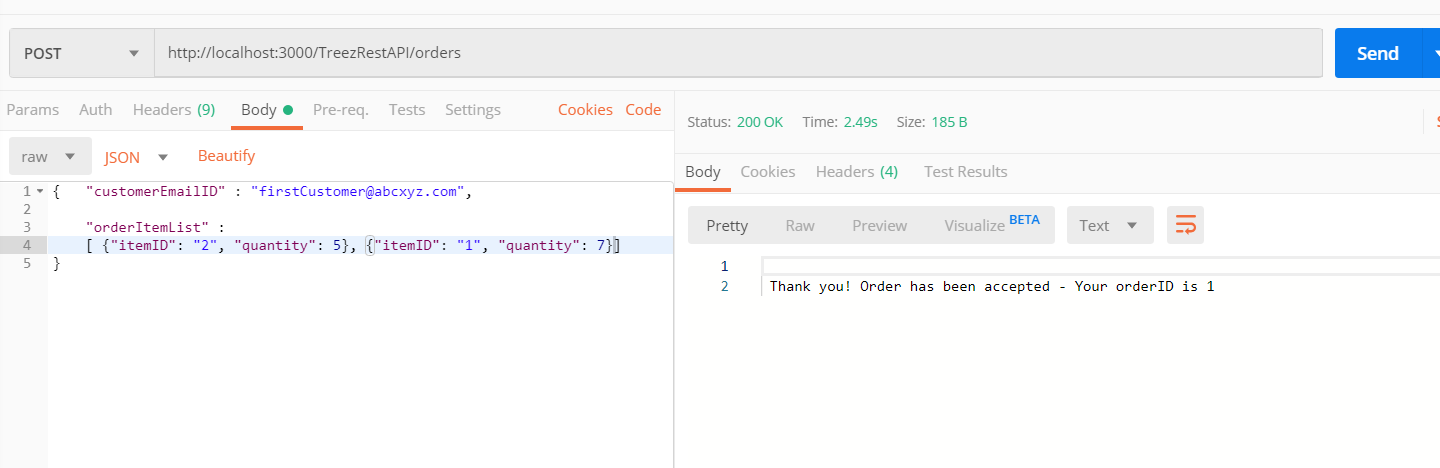 POST http://localhost:3000/TreezRestAPI/orders Send
Params Auth Headers (9) Body Pre-req. Tests Settings Cookies Code
raw JSON Beautify
1 { "customerEmailID" : "firstCustomer@abcxyz.com",
2
3 "orderItemList" :
4 [ {"itemID": "2", "quantity": 5}, {"itemID": "1", "quantity": 7}]
5 }
Status: 200 OK Time: 2.49s Size: 185 B
Body Cookies Headers (4) Test Results
Pretty Raw Preview Visualize BETA Text
1
2 Thank you! Order has been accepted - Your orderID is 1